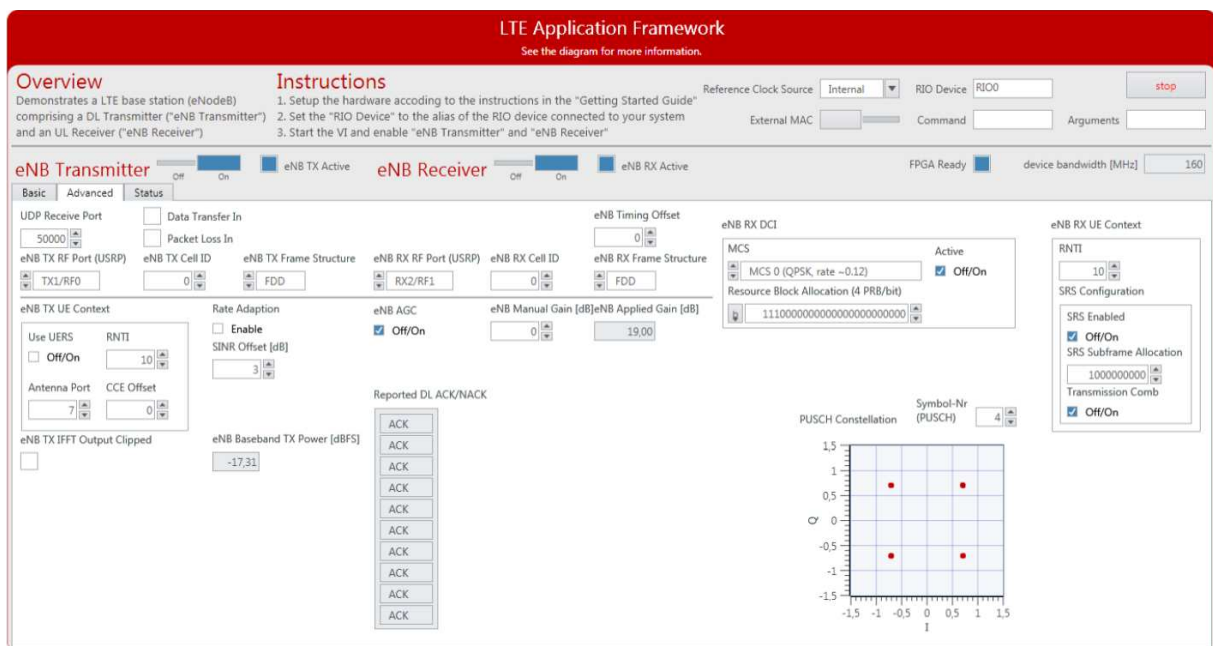 LTE Application Framework
See the diagram for more information.
Overview
Demonstrates a LTE base station (eNodeB)
comprising a DL Transmitter ("eNB Transmitter")
and an UL Receiver ("eNB Receiver")
Instructions
1. Setup the hardware accoding to the instructions in the "Getting Started Guide"
2. Set the "RIO Device" to the alias of the RIO device connected to your system
3. Start the VI and enable "eNB Transmitter" and "eNB Receiver"
Reference Clock Source Internal RIO Device RIO0 stop
External MAC Command Arguments
eNB Transmitter Off On eNB TX Active eNB Receiver Off On eNB RX Active FPGA Ready device bandwidth [MHz] 160
Basic Advanced Status
UDP Receive Port
50000
Data Transfer In
Packet Loss In
eNB Timing Offset
0
eNB TX RF Port (USRP) eNB TX Cell ID eNB TX Frame Structure eNB RX RF Port (USRP) eNB RX Cell ID eNB RX Frame Structure
TX1/RF0 0 FDD RX2/RF1 0 FDD
eNB TX UE Context
Use UERS RNTI
Off/On 10
Antenna Port CCE Offset
7 0
eNB TX IFFT Output Clipped
Rate Adaption
Enable
SINR Offset [dB]
3
eNB Baseband TX Power [dBFS]
-17,31
eNB AGC eNB Manual Gain [dB] eNB Applied Gain [dB]
Off/On 0 19,00
Reported DL ACK/NACK
ACK
ACK
ACK
ACK
ACK
ACK
ACK
ACK
ACK
ACK
eNB RX DCI
MCS Active
MCS 0 (QPSK, rate ~0.12) Off/On
Resource Block Allocation (4 PRB/bit)
b
PUSCH Constellation
Symbol-Nr
(PUSCH) 4
1,5
1
0,5
0
-0,5
-1
-1,5
Q
-1,5 -1 -0,5 0 0,5 1 1,5
I
eNB RX UE Context
RNTI
10
SRS Configuration
SRS Enabled
Off/On
SRS Subframe Allocation
1000000000
Transmission Comb
Off/On